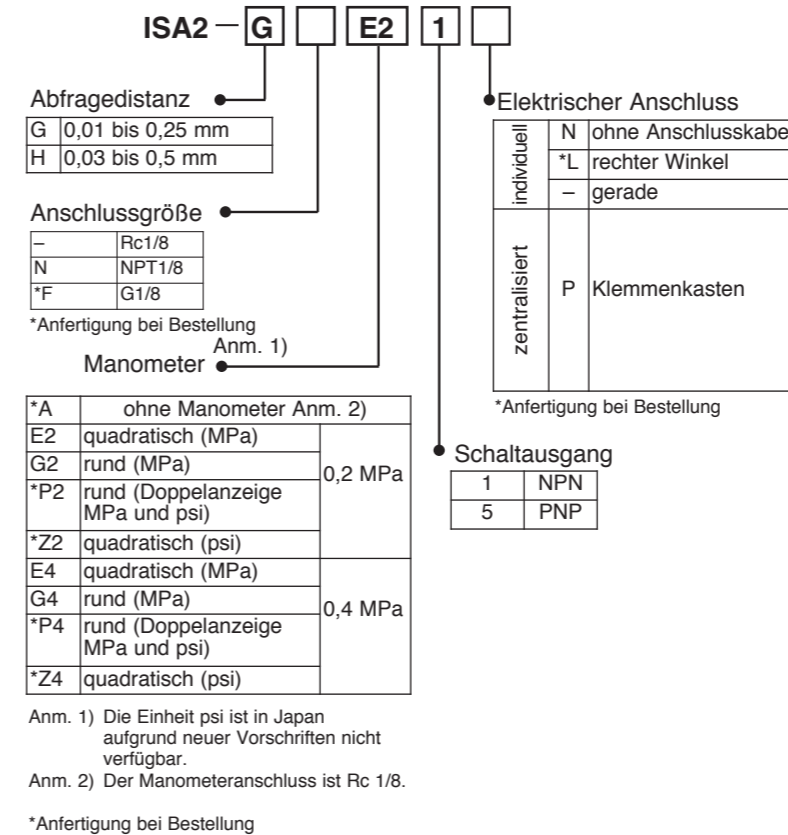 ISA2 — G E2 1
Abfragedistanz
G 0,01 bis 0,25 mm
H 0,03 bis 0,5 mm
Anschlussgröße
– Rc1/8
N NPT1/8
*F G1/8
*Anfertigung bei Bestellung
Manometer Anm. 1)
*A ohne Manometer Anm. 2)
E2 quadratisch (MPa)
G2 rund (MPa)
0,2 MPa
*P2 rund (Doppelanzeige
MPa und psi)
*Z2 quadratisch (psi)
E4 quadratisch (MPa)
G4 rund (MPa)
0,4 MPa
*P4 rund (Doppelanzeige
MPa und psi)
*Z4 quadratisch (psi)
Anm. 1) Die Einheit psi ist in Japan
aufgrund neuer Vorschriften nicht
verfügbar.
Anm. 2) Der Manometeranschluss ist Rc 1/8.
*Anfertigung bei Bestellung
Elektrischer Anschluss
individuell
N ohne Anschlusskabe
*L rechter Winkel
– gerade
zentralisiert
P Klemmenkasten
*Anfertigung bei Bestellung
Schaltausgang
1 NPN
5 PNP